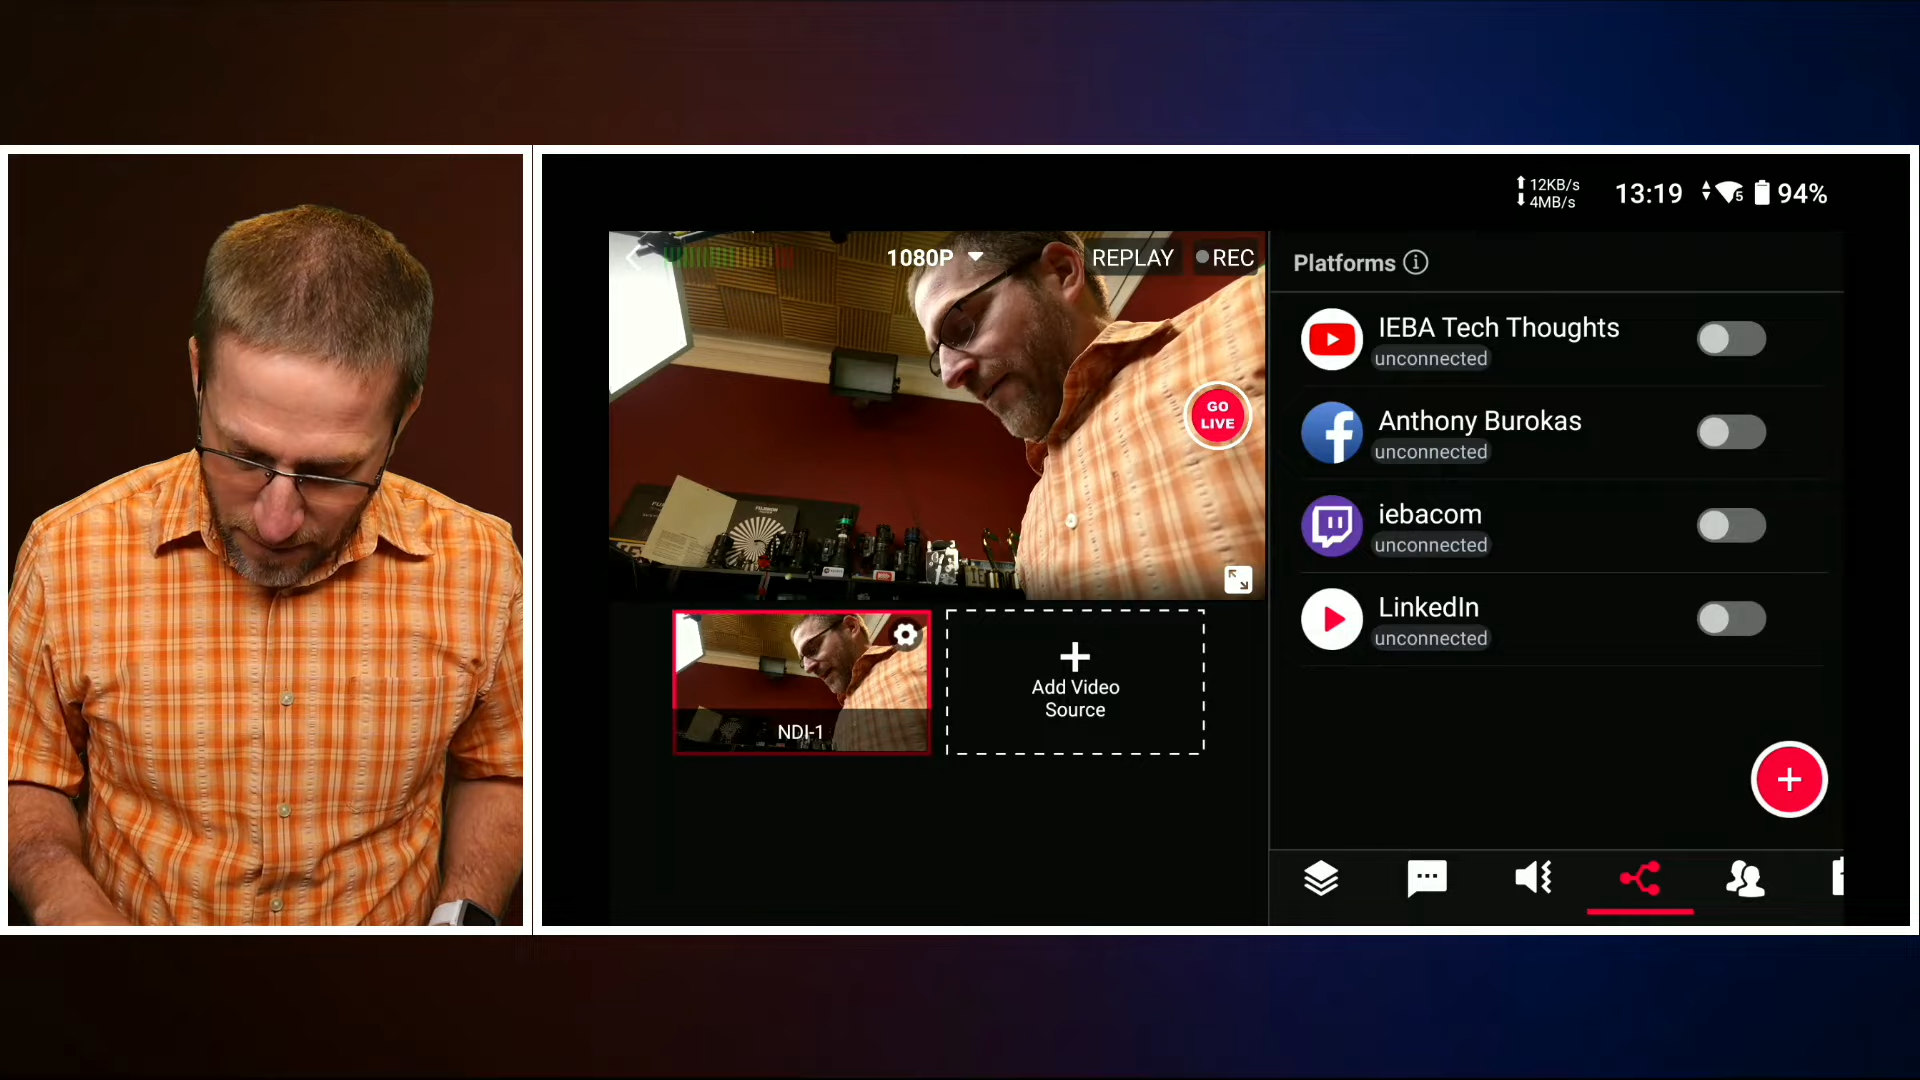 12KB/s
4MB/s
13:19
5
94%
1080P
REPLAY
REC
GO
LIVE
NDI-1
Add Video
Source
Platforms
IEBA Tech Thoughts
unconnected
Anthony Burokas
unconnected
iebacom
unconnected
LinkedIn
unconnected